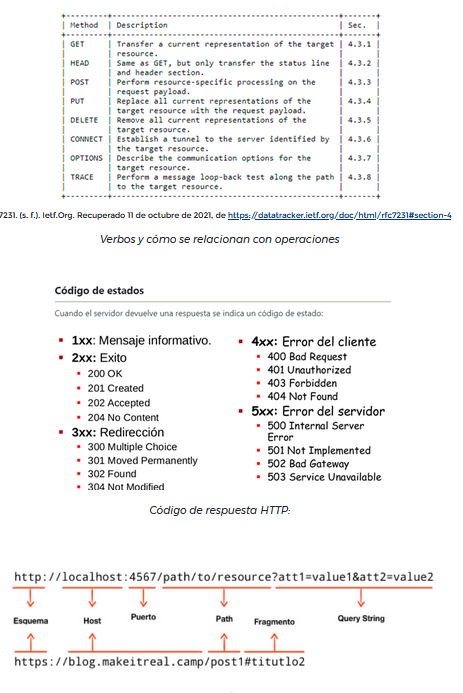 Method | Description | Sec.
GET | Transfer a current representation of the target | 4.3.1
resource.
HEAD | Same as GET, but only transfer the status line | 4.3.2
and header section.
POST | Perform resource-specific processing on the | 4.3.3
request payload.
PUT | Replace all current representations of the | 4.3.4
target resource with the request payload.
DELETE | Remove all current representations of the | 4.3.5
target resource.
CONNECT | Establish a tunnel to the server identified by | 4.3.6
the target resource.
OPTIONS | Describe the communication options for the | 4.3.7
target resource.
TRACE | Perform a message loop-back test along the path | 4.3.8
to the target resource.
7231. (s. f.). Ietf.Org. Recuperado 11 de octubre de 2021, de https://datatracker.ietf.org/doc/html/rfc7231#section-4
Verbos y cómo se relacionan con operaciones
Código de estados
Cuando el servidor devuelve una respuesta se indica un código de estado:
1xx: Mensaje informativo.
2xx: Exito
200 OK
201 Created
202 Accepted
204 No Content
3xx: Redirección
300 Multiple Choice
301 Moved Permanently
302 Found
304 Not Modified
4xx: Error del cliente
400 Bad Request
401 Unauthorized
403 Forbidden
404 Not Found
5xx: Error del servidor
500 Internal Server
Error
501 Not Implemented
502 Bad Gateway
503 Service Unavailable
Código de respuesta HTTP:
http://localhost:4567/path/to/resource?att1=value1&att2=value2
Esquema Host Puerto Path Fragmento Query String
https://blog.makeitreal.camp/post1#titutlo2